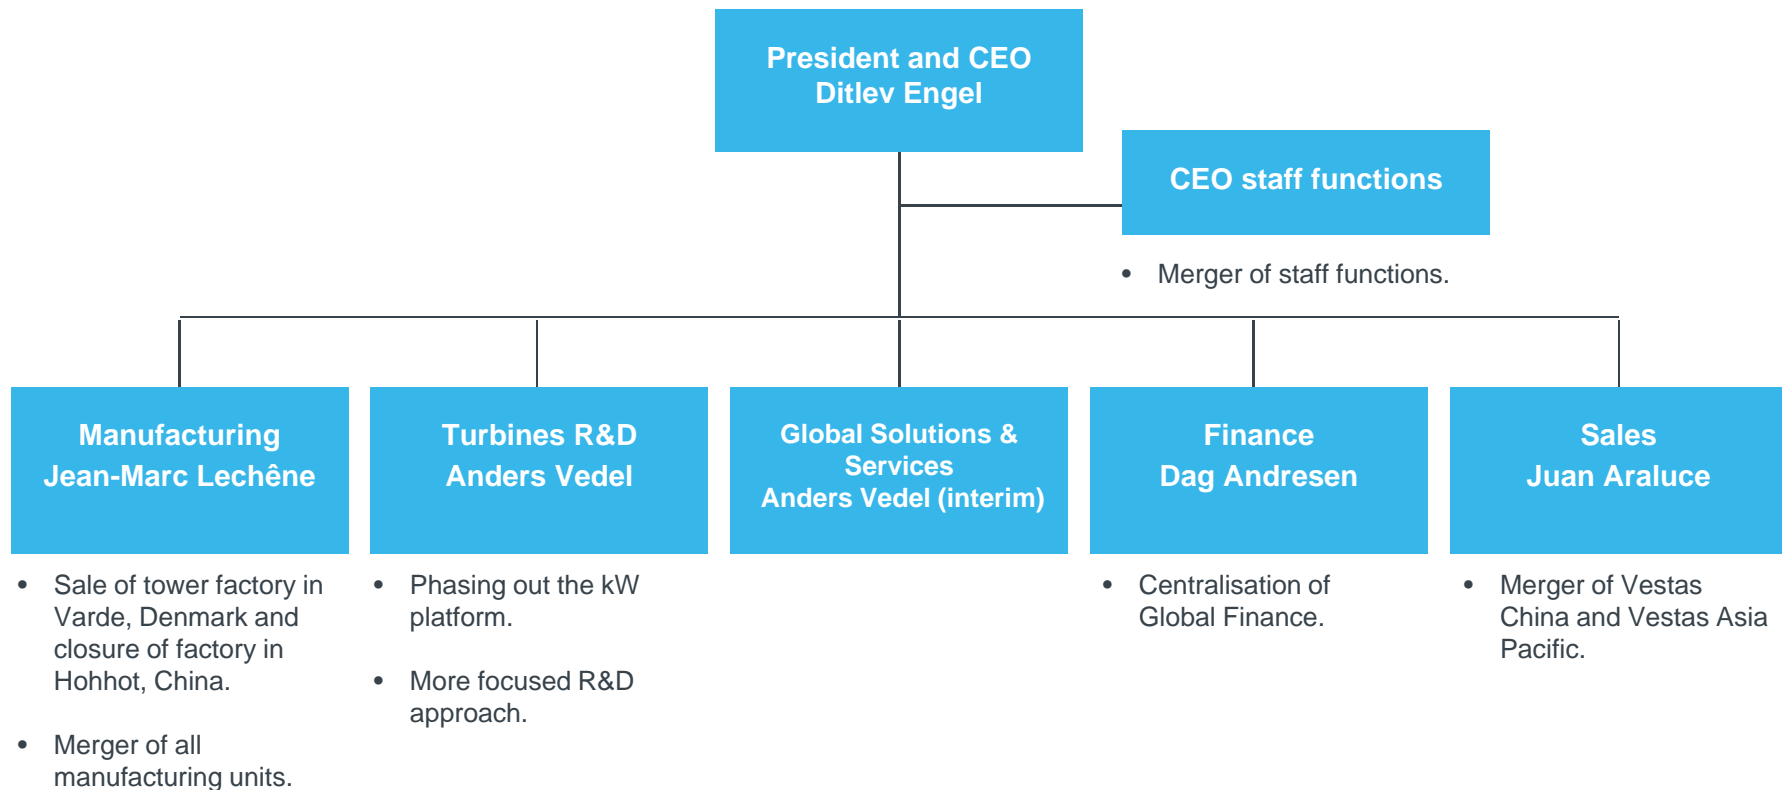 President and CEO
Ditlev Engel
CEO staff functions
• Merger of staff functions.
Manufacturing
Jean-Marc Lechêne
• Sale of tower factory in
Varde, Denmark and
closure of factory in
Hohhot, China.
• Merger of all
manufacturing units.
Turbines R&D
Anders Vedel
• Phasing out the kW
platform.
• More focused R&D
approach.
Global Solutions &
Services
Anders Vedel (interim)
Finance
Dag Andresen
• Centralisation of
Global Finance.
Sales
Juan Araluce
• Merger of Vestas
China and Vestas Asia
Pacific.